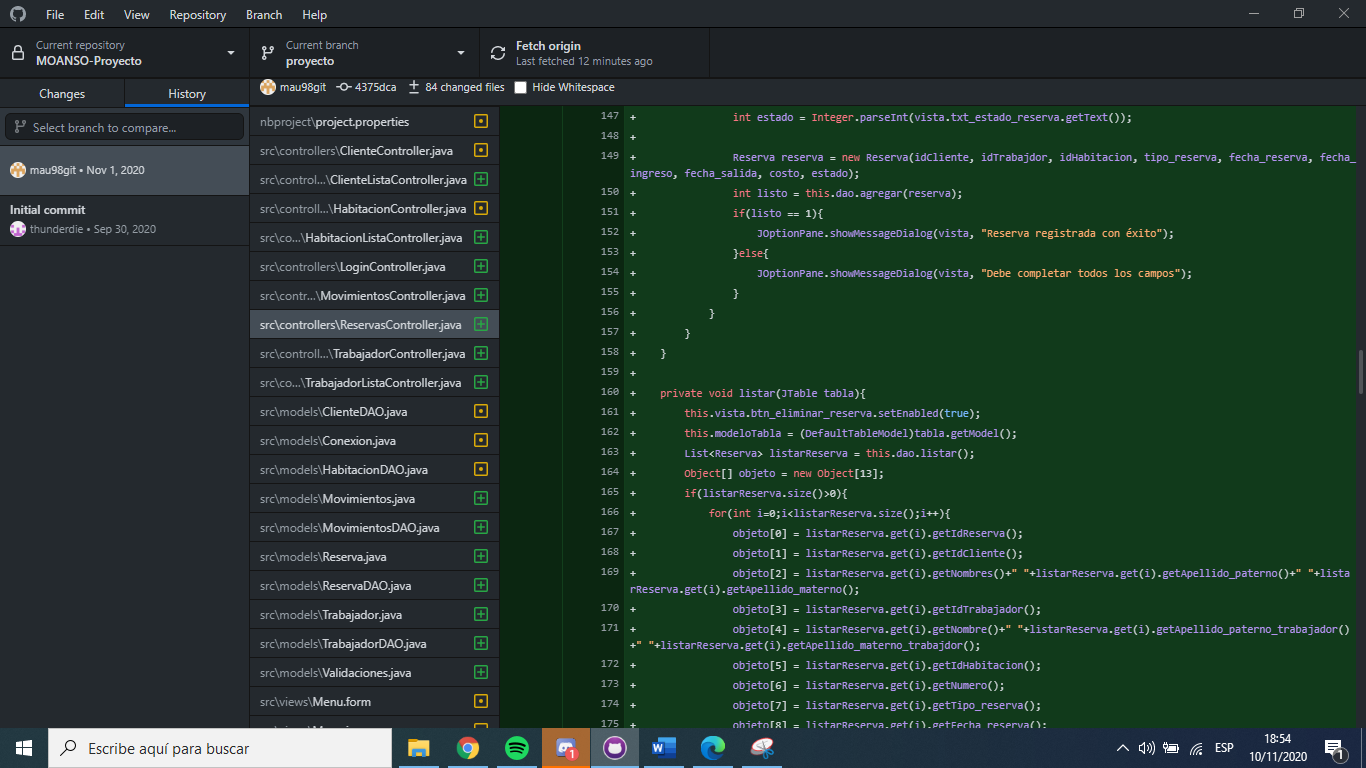 File Edit View Repository Branch Help
Current repository
MOANSO-Proyecto
Current branch
proyecto
Fetch origin
Last fetched 12 minutes ago
Changes History
Select branch to compare...
mau98git • Nov 1, 2020
Initial commit
thunderdie • Sep 30, 2020
mau98git 4375dca 84 changed files Hide Whitespace
nbproject\project.properties
src\controllers\ClienteController.java
src\control...\ClienteListaController.java
src\controll...\HabitacionController.java
src\co...\HabitacionListaController.java
src\controllers\LoginController.java
src\contr...\MovimientosController.java
src\controllers\ReservasController.java
src\controll...\TrabajadorController.java
src\co...\TrabajadorListaController.java
src\models\ClienteDAO.java
src\models\Conexion.java
src\models\HabitacionDAO.java
src\models\Movimientos.java
src\models\MovimientosDAO.java
src\models\Reserva.java
src\models\ReservaDAO.java
src\models\Trabajador.java
src\models\TrabajadorDAO.java
src\models\Validaciones.java
src\views\Menu.form
147 + int estado = Integer.parseInt(vista.txt_estado_reserva.getText());
148 +
149 + Reserva reserva = new Reserva(idCliente, idTrabajdor, idHabitacion, tipo_reserva, fecha_reserva, fecha_
ingreso, fecha_salida, costo, estado);
150 + int listo = this.dao.agregar(reserva);
151 + if(listo == 1){
152 + JOptionPane.showMessageDialog(vista, "Reserva registrada con éxito");
153 + }else{
154 + JOptionPane.showMessageDialog(vista, "Debe completar todos los campos");
155 + }
156 + }
157 + }
158 + }
159 +
160 + private void listar(JTable tabla){
161 + this.vista.btn_eliminar_reserva.setEnabled(true);
162 + this.modeloTabla = (DefaultTableModel)tabla.getModel();
163 + List<Reserva> listarReserva = this.dao.listar();
164 + Object[] objeto = new Object[13];
165 + if(listarReserva.size()>0){
166 + for(int i=0;i<listarReserva.size();i++){
167 + objeto[0] = listarReserva.get(i).getIdReserva();
168 + objeto[1] = listarReserva.get(i).getIdCliente();
169 + objeto[2] = listarReserva.get(i).getNombres()+" "+listarReserva.get(i).getApellido_paterno()+" "+lista
rReserva.get(i).getApellido_materno();
170 + objeto[3] = listarReserva.get(i).getIdTrabajador();
171 + objeto[4] = listarReserva.get(i).getNombre()+" "+listarReserva.get(i).getApellido_paterno_trabajador()
+" "+listarReserva.get(i).getApellido_materno_trabajdor();
172 + objeto[5] = listarReserva.get(i).getIdHabitacion();
173 + objeto[6] = listarReserva.get(i).getNumero();
174 + objeto[7] = listarReserva.get(i).getTipo_reserva();
175 + objeto[8] = listarReserva.get(i).getFecha_reserva();
Escribe aquí para buscar
1
ESP
18:54
10/11/2020
1